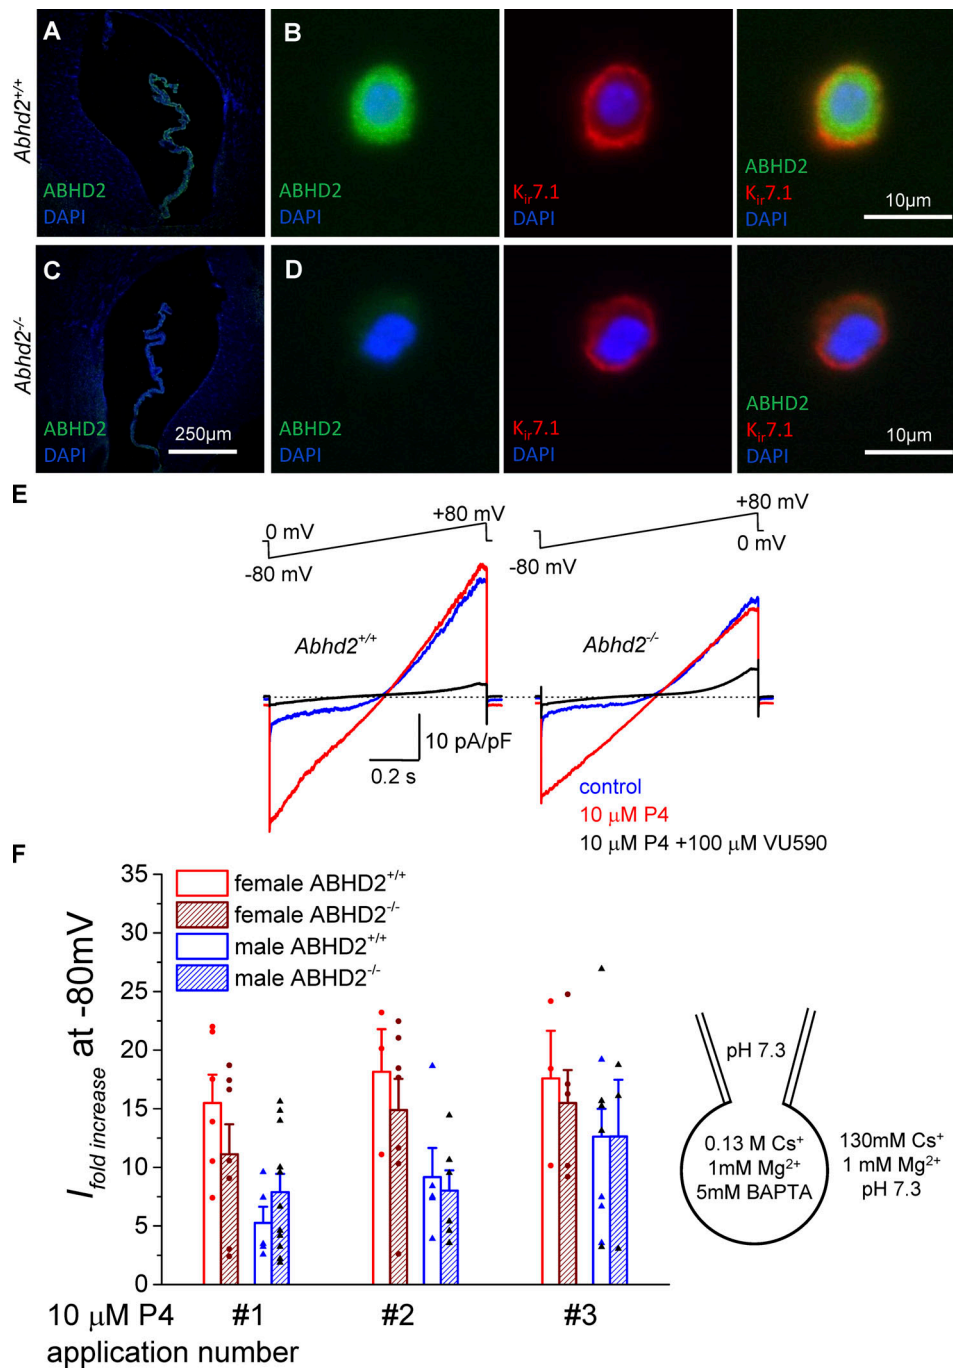 A
B
Abhd2+/+
ABHD2
DAPI
ABHD2
DAPI
Kir7.1
DAPI
ABHD2
Kir7.1
DAPI
10μm
C
D
Abhd2-/-
ABHD2
DAPI
250μm
ABHD2
DAPI
Kir7.1
DAPI
ABHD2
Kir7.1
DAPI
10μm
E
0 mV
+80 mV
-80 mV
+80 mV
0 mV
-80 mV
Abhd2+/+
Abhd2-/-
10 pA/pF
0.2 s
control
10 μM P4
10 μM P4 +100 μM VU590
F
Ifold increase at -80mV
35
30
25
20
15
10
5
0
female ABHD2+/+
female ABHD2-/-
male ABHD2+/+
male ABHD2-/-
10 μM P4 #1 #2 #3
application number
pH 7.3
0.13 M Cs+
1mM Mg2+
5mM BAPTA
130mM Cs+
1 mM Mg2+
pH 7.3